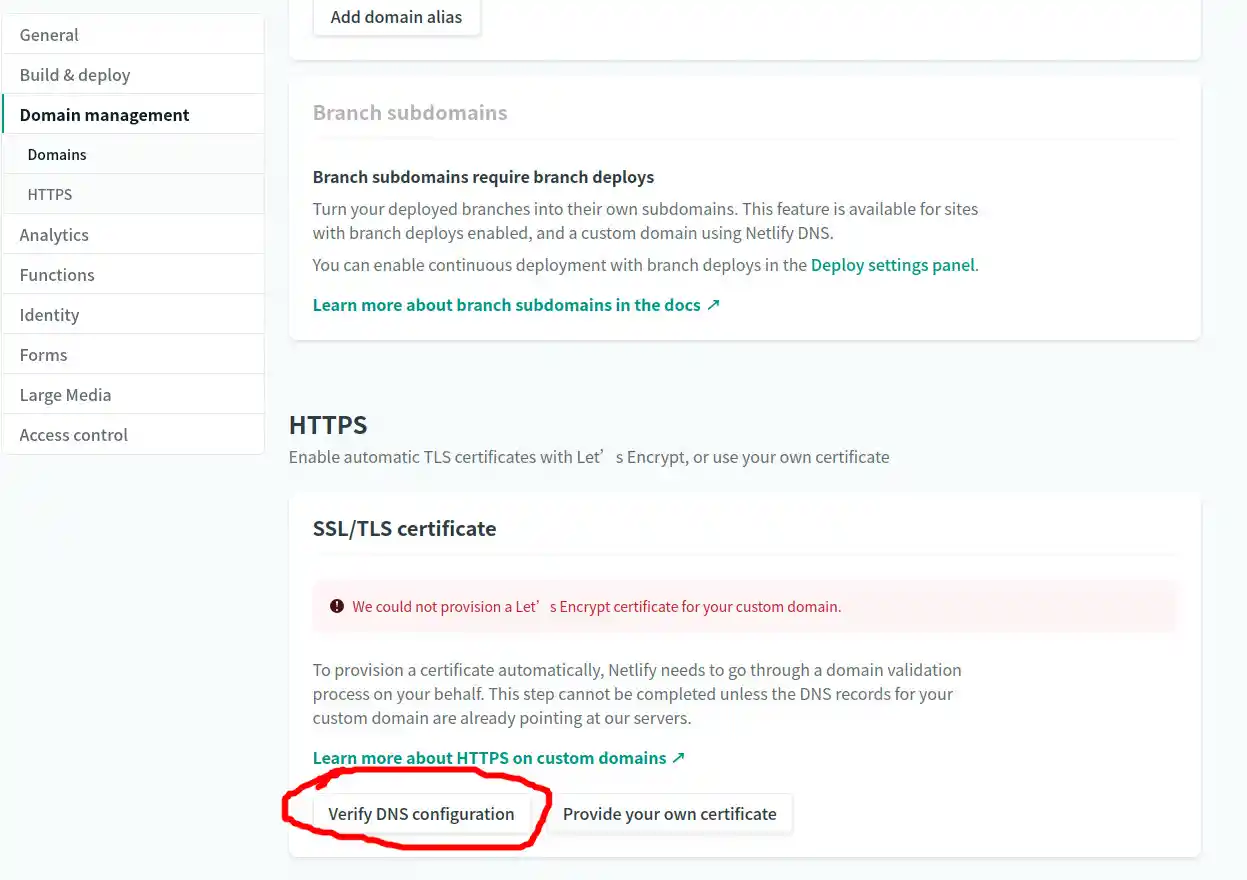 General
Build & deploy
Domain management
Domains
HTTPS
Analytics
Functions
Identity
Forms
Large Media
Access control
Add domain alias
Branch subdomains
Branch subdomains require branch deploys
Turn your deployed branches into their own subdomains. This feature is available for sites
with branch deploys enabled, and a custom domain using Netlify DNS.
You can enable continuous deployment with branch deploys in the Deploy settings panel.
Learn more about branch subdomains in the docs ↗
HTTPS
Enable automatic TLS certificates with Let’s Encrypt, or use your own certificate
SSL/TLS certificate
We could not provision a Let’s Encrypt certificate for your custom domain.
To provision a certificate automatically, Netlify needs to go through a domain validation
process on your behalf. This step cannot be completed unless the DNS records for your
custom domain are already pointing at our servers.
Learn more about HTTPS on custom domains ↗
Verify DNS configuration
Provide your own certificate